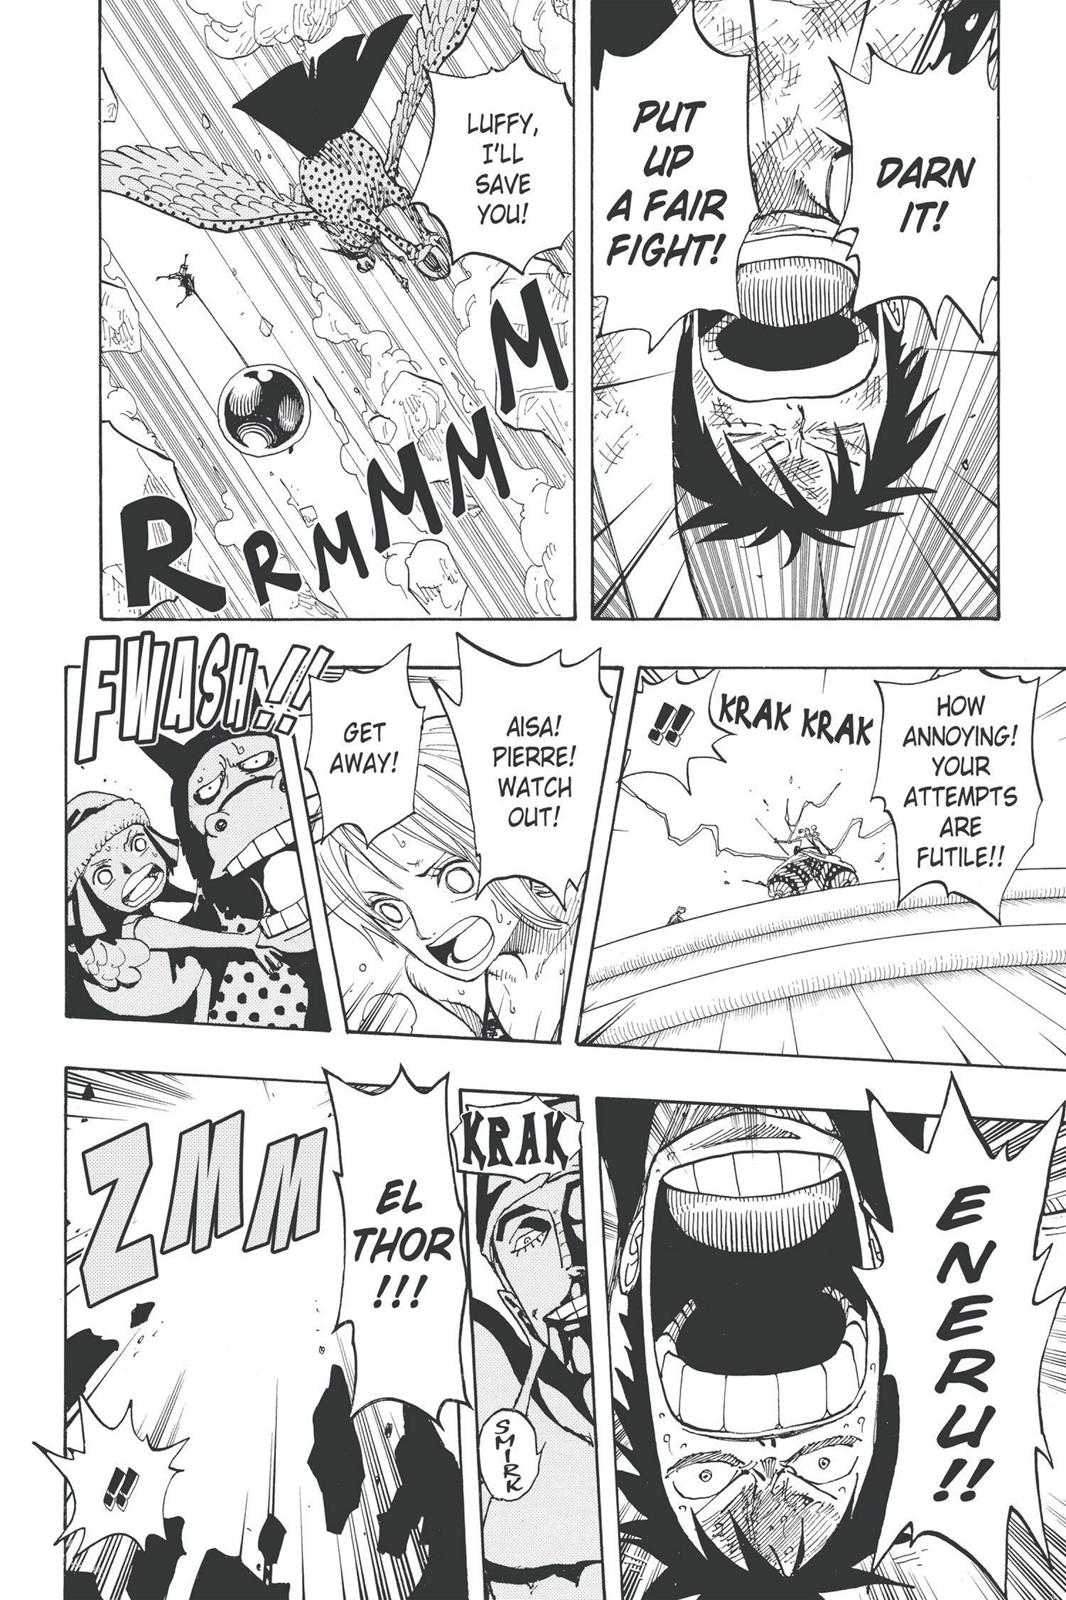 DARN
IT!
PUT
UP
A FAIR
FIGHT!
LUFFY,
I'LL
SAVE
YOU!
RRMMMMM
HOW
ANNOYING!
YOUR
ATTEMPTS
ARE
FUTILE!!
KRAK KRAK
!!
AISA!
PIERRE!
WATCH
OUT!
GET
AWAY!
FWASH!!
ENERU!!
KRAK
SMIRK
EL
THOR
!!!
ZMM
!!